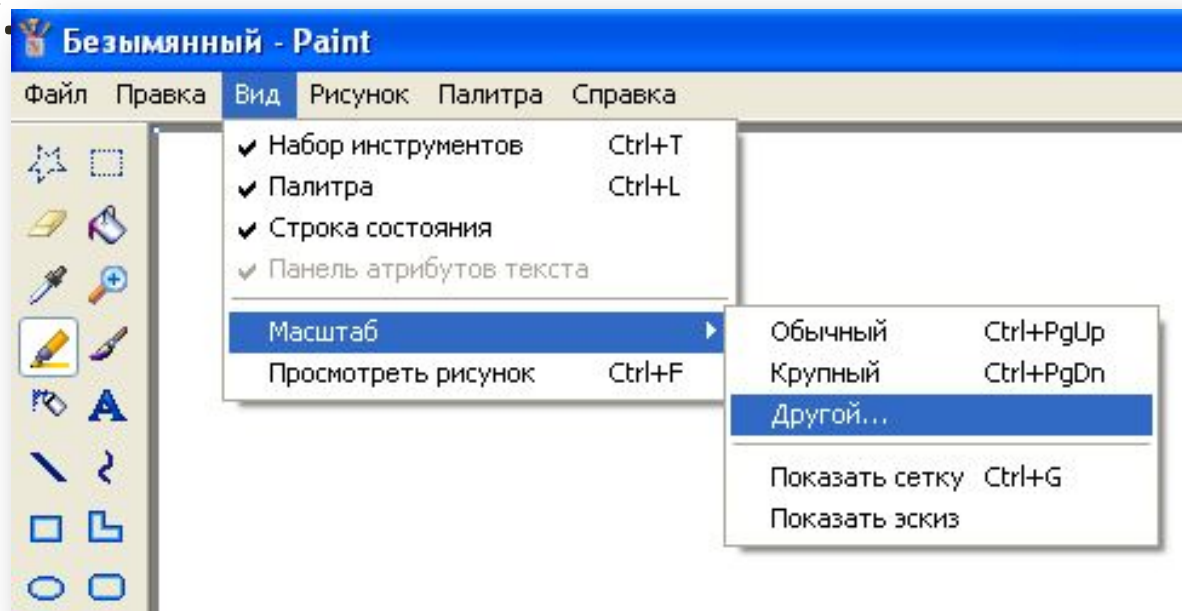 Безымянный - Paint
Файл Правка Вид Рисунок Палитра Справка
Набор инструментов Ctrl+T
Палитра Ctrl+L
Строка состояния
Панель атрибутов текста
Масштаб
Просмотреть рисунок Ctrl+F
Обычный Ctrl+PgUp
Крупный Ctrl+PgDn
Другой...
Показать сетку Ctrl+G
Показать эскиз
A